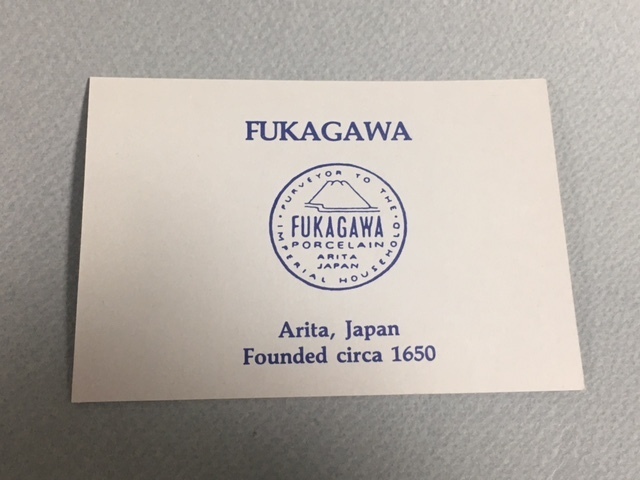 FUKAGAWA
· PURVEYOR TO THE ·
FUKAGAWA
PORCELAIN
ARITA
JAPAN
IMPERIAL HOUSEHOLD
Arita, Japan
Founded circa 1650